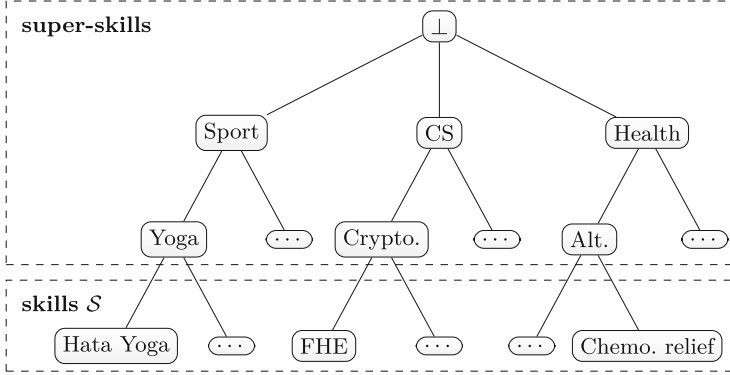 super-skills
⊥
Sport CS Health
Yoga ··· Crypto. ··· Alt. ···
skills 𝒮
Hata Yoga ··· FHE ··· ··· Chemo. relief